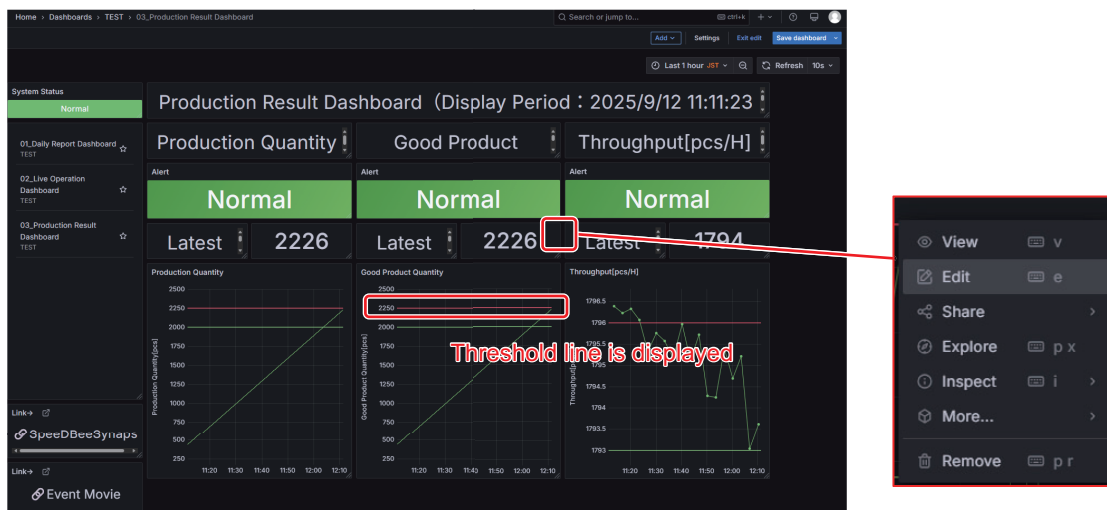 Home › Dashboards › TEST › 03_Production Result Dashboard
Search or jump to...
ctrl+k
Add
Settings
Exit edit
Save dashboard
Last 1 hour JST
Refresh 10s
System Status
Normal
01_Daily Report Dashboard
TEST
02_Live Operation
Dashboard
TEST
03_Production Result
Dashboard
TEST
Link→
SpeeDBeeSynaps
Link→
Event Movie
Production Result Dashboard（Display Period：2025/9/12 11:11:23
Production Quantity
Good Product
Throughput[pcs/H]
Alert
Normal
Alert
Normal
Alert
Normal
Latest
2226
Latest
2226
Latest
1794
Production Quantity
Production Quantity[pcs]
2500
2250
2000
1750
1500
1250
1000
750
500
250
11:20 11:30 11:40 11:50 12:00 12:10
Good Product Quantity
Good Product Quantity[pcs]
2500
2250
2000
1750
1500
1250
1000
750
500
250
11:20 11:30 11:40 11:50 12:00 12:10
Throughput[pcs/H]
1796.5
1796
1795.5
1794.5
1794
1793.5
1793
11:20 11:30 11:40 11:50 12:00 12:10
Threshold line is displayed
View v
Edit e
Share
Explore p x
Inspect i
More...
Remove p r